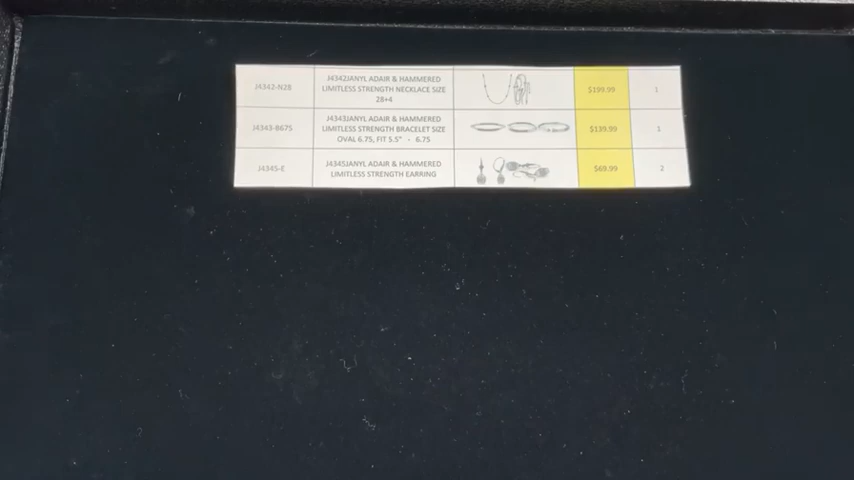 J4342-N28
J4342JANYL ADAIR & HAMMERED
LIMITLESS STRENGTH NECKLACE SIZE
28+4
$199.99
1
J4343-B675
J4343JANYL ADAIR & HAMMERED
LIMITLESS STRENGTH BRACELET SIZE
OVAL 6.75, FIT 5.5" - 6.75
$139.99
1
J4345-E
J4345JANYL ADAIR & HAMMERED
LIMITLESS STRENGTH EARRING
$69.99
2